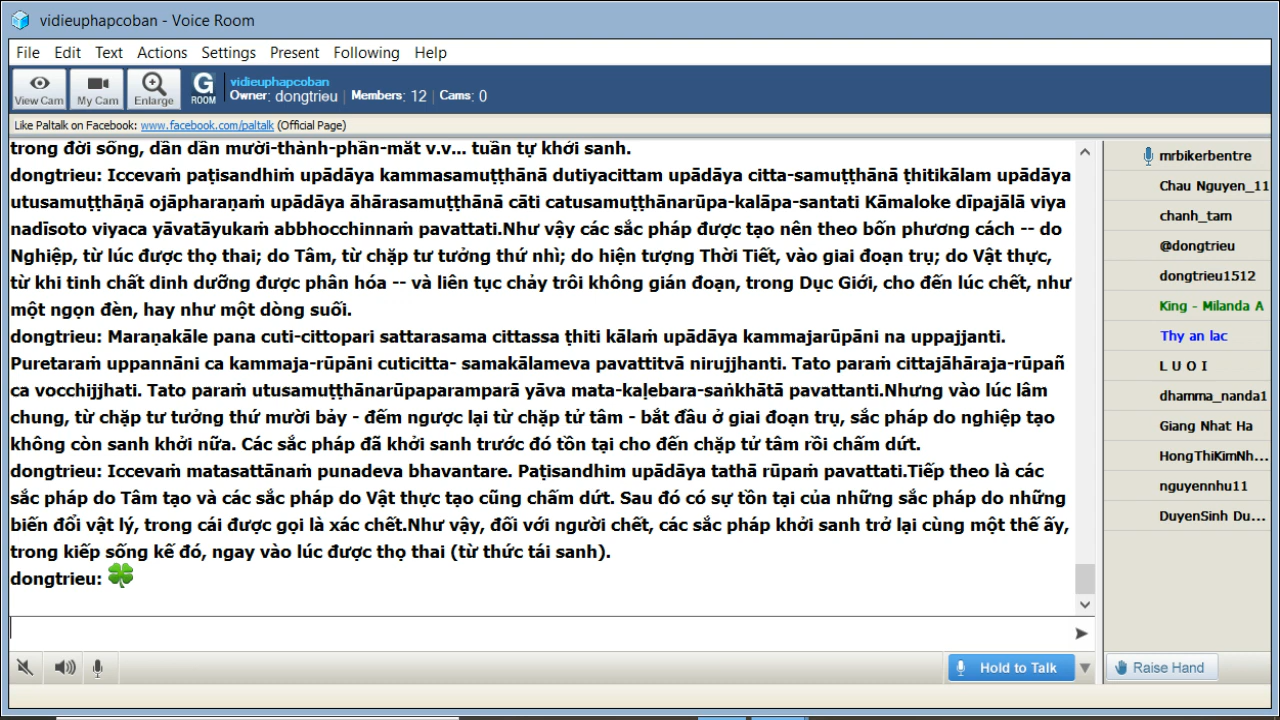 vidieuphapcoban - Voice Room
File Edit Text Actions Settings Present Following Help
View Cam My Cam Enlarge G ROOM
vidieuphapcoban
Owner: dongtrieu | Members: 12 | Cams: 0
Like Paltalk on Facebook: www.facebook.com/paltalk (Official Page)
trong đời sống, dần dần mười-thành-phần-mắt v.v... tuần tự khới sanh.
dongtrieu: Iccevaṁ paṭisandhiṁ upādāya kammasamuṭṭhānā dutiyacittam upādāya citta-samuṭṭhānā ṭhitikālam upādāya
utusamuṭṭhāṇā ojāpharaṇaṁ upādāya āhārasamuṭṭhānā cāti catusamuṭṭhānarūpa-kalāpa-santati Kāmaloke dīpajālā viya
nadīsoto viyaca yāvatāyukaṁ abbhocchinnaṁ pavattati.Như vậy các sắc pháp được tạo nên theo bốn phương cách -- do
Nghiệp, từ lúc được thọ thai; do Tâm, từ chặp tư tưởng thứ nhì; do hiện tượng Thời Tiết, vào giai đoạn trụ; do Vật thực,
từ khi tinh chất dinh dưỡng được phân hóa -- và liên tục chảy trôi không gián đoạn, trong Dục Giới, cho đến lúc chết, như
một ngọn đèn, hay như một dòng suối.
dongtrieu: Maraṇakāle pana cuti-cittopari sattarasama cittassa ṭhiti kālaṁ upādāya kammajarūpāni na uppajjanti.
Puretaraṁ uppannāni ca kammaja-rūpāni cuticitta- samakālameva pavattitvā nirujjhanti. Tato paraṁ cittajāhāraja-rūpañ
ca vocchijjhati. Tato paraṁ utusamuṭṭhānarūpaparamparā yāva mata-kaḷebara-saṅkhātā pavattanti.Nhưng vào lúc lâm
chung, từ chặp tư tưởng thứ mười bảy - đếm ngược lại từ chặp tử tâm - bắt đầu ở giai đoạn trụ, sắc pháp do nghiệp tạo
không còn sanh khởi nữa. Các sắc pháp đã khởi sanh trước đó tồn tại cho đến chặp tử tâm rồi chấm dứt.
dongtrieu: Iccevaṁ matasattānaṁ punadeva bhavantare. Paṭisandhim upādāya tathā rūpaṁ pavattati.Tiếp theo là các
sắc pháp do Tâm tạo và các sắc pháp do Vật thực tạo cũng chấm dứt. Sau đó có sự tồn tại của những sắc pháp do những
biến đổi vật lý, trong cái được gọi là xác chết.Như vậy, đối với người chết, các sắc pháp khởi sanh trở lại cùng một thế ấy,
trong kiếp sống kế đó, ngay vào lúc được thọ thai (từ thức tái sanh).
dongtrieu:
mrbikerbentre
Chau Nguyen_11
chanh_tam
@dongtrieu
dongtrieu1512
King - Milanda A
Thy an lac
L U O I
dhamma_nanda1
Giang Nhat Ha
HongThiKimNh...
nguyennhu11
DuyenSinh Du...
Hold to Talk
Raise Hand